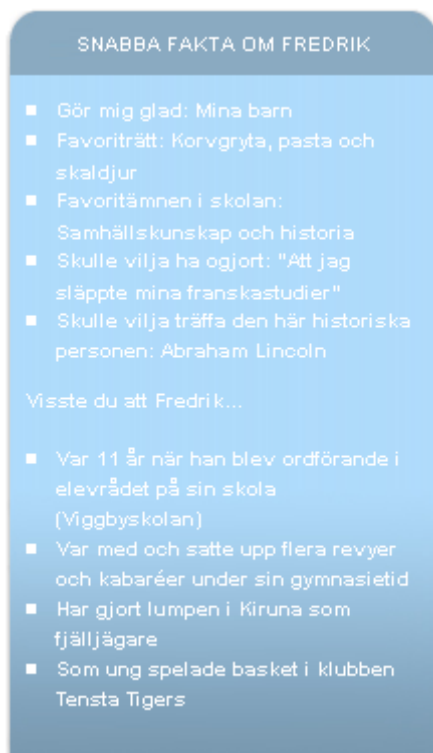 SNABBA FAKTA OM FREDRIK
Gör mig glad: Mina barn
Favoriträtt: Korvgryta, pasta och
skaldjur
Favoritämnen i skolan:
Samhällskunskap och historia
Skulle vilja ha ogjort: "Att jag
släppte mina franskastudier"
Skulle vilja träffa den här historiska
personen: Abraham Lincoln
Visste du att Fredrik...
Var 11 år när han blev ordförande i
elevrådet på sin skola
(Viggbyskolan)
Var med och satte upp flera revyer
och kabaréer under sin gymnasietid
Har gjort lumpen i Kiruna som
fjälljägare
Som ung spelade basket i klubben
Tensta Tigers